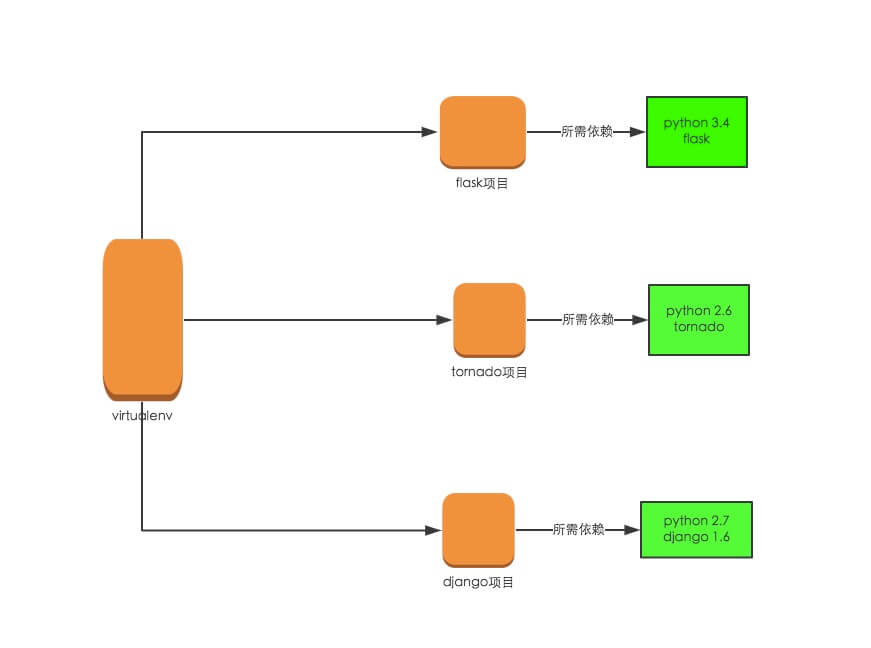 所需依赖
python 3.4
flask
flask项目
所需依赖
python 2.6
tornado
tornado项目
virtualenv
所需依赖
python 2.7
django 1.6
django项目